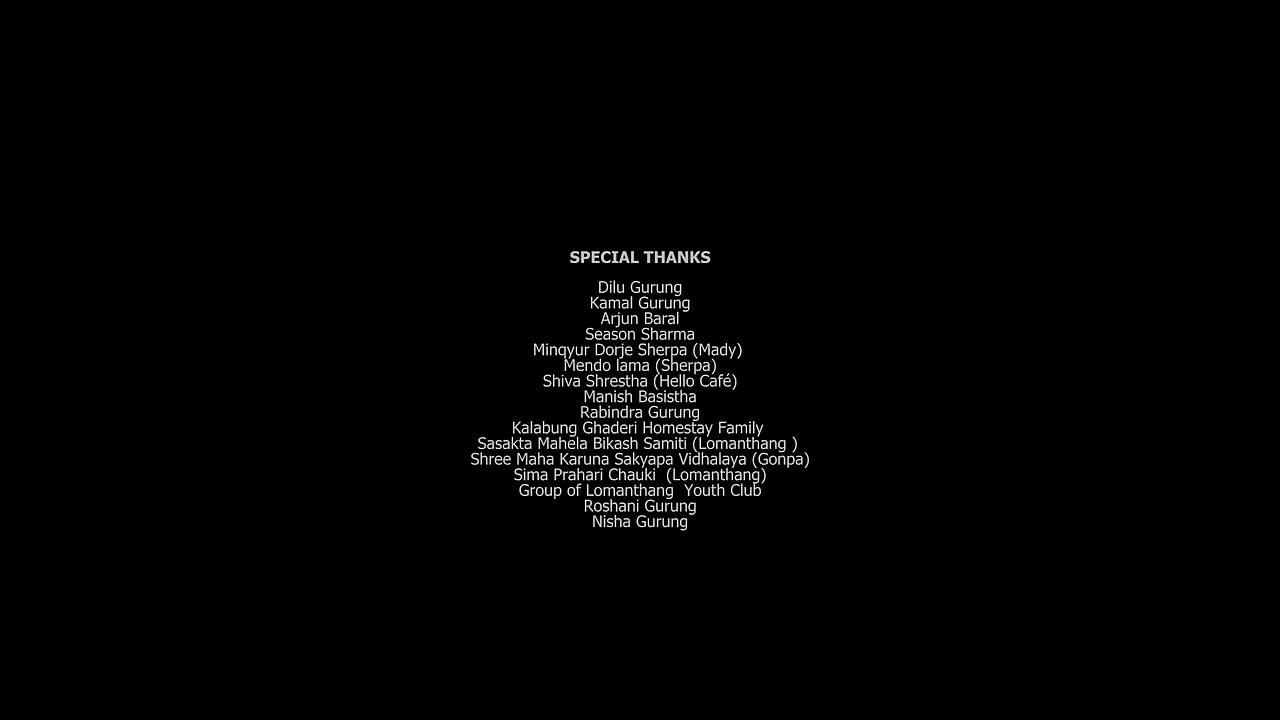 SPECIAL THANKS
Dilu Gurung
Kamal Gurung
Arjun Baral
Season Sharma
Minqyur Dorje Sherpa (Mady)
Mendo lama (Sherpa)
Shiva Shrestha (Hello Café)
Manish Basistha
Rabindra Gurung
Kalabung Ghaderi Homestay Family
Sasakta Mahela Bikash Samiti (Lomanthang )
Shree Maha Karuna Sakyapa Vidhalaya (Gonpa)
Sima Prahari Chauki  (Lomanthang)
Group of Lomanthang  Youth Club
Roshani Gurung
Nisha Gurung